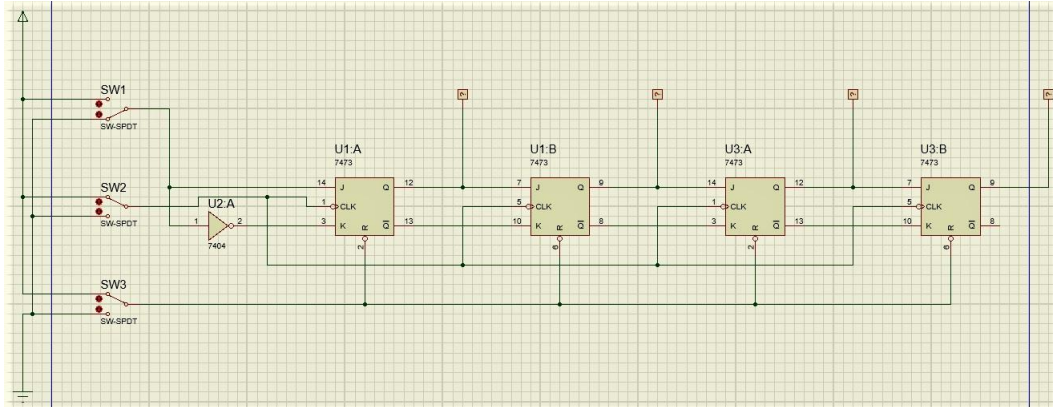 SW1
SW-SPDT
SW2
SW-SPDT
SW3
SW-SPDT
U2:A
1
2
7404
U1:A
7473
14
J
Q
12
1
CLK
3
K
R
Q
13
2
U1:B
7473
7
J
Q
9
5
CLK
10
K
R
Q
8
6
U3:A
7473
14
J
Q
12
1
CLK
3
K
R
Q
13
2
U3:B
7473
7
J
Q
9
5
CLK
10
K
R
Q
8
6
?
?
?
?